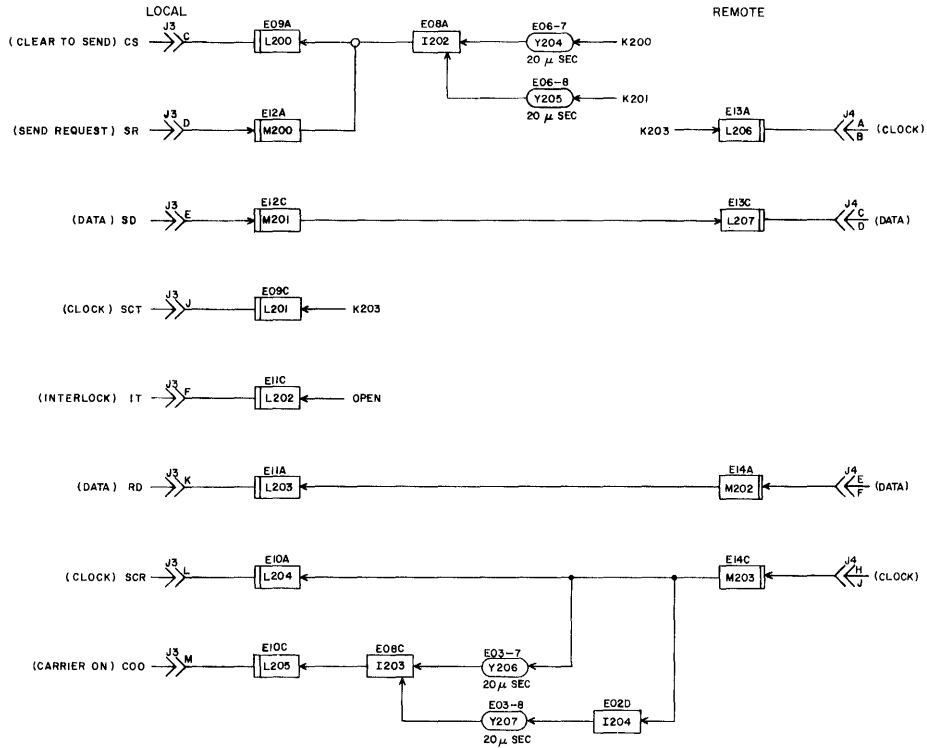 LOCAL
REMOTE
(CLEAR TO SEND) CS
J3
C
E09A
L200
E08A
I202
E06-7
Y204
20 μ SEC
K200
E06-8
Y205
20 μ SEC
K201
(SEND REQUEST) SR
J3
D
E12A
M200
K203
E13A
L206
J4
A
B
(CLOCK)
(DATA) SD
J3
E
E12C
M201
E13C
L207
J4
C
D
(DATA)
(CLOCK) SCT
J3
J
E09C
L201
K203
(INTERLOCK) IT
J3
F
E11C
L202
OPEN
(DATA) RD
J3
K
E11A
L203
E14A
M202
J4
E
F
(DATA)
(CLOCK) SCR
J3
L
E10A
L204
E14C
M203
J4
H
J
(CLOCK)
(CARRIER ON) COO
J3
M
E10C
L205
E08C
I203
E03-7
Y206
20 μ SEC
E03-8
Y207
20 μ SEC
E02D
I204